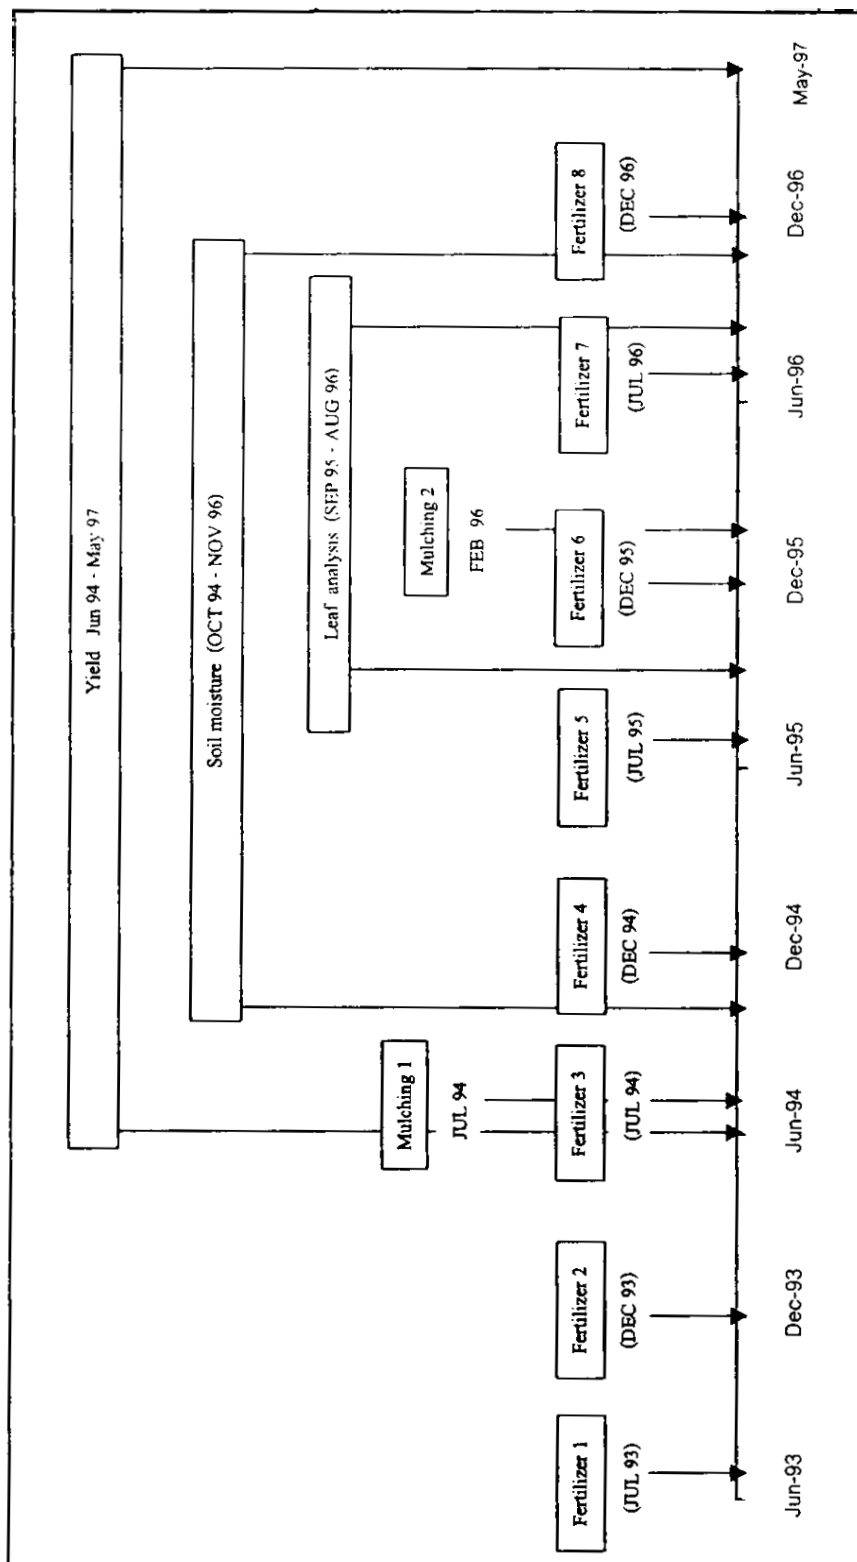 Yield Jun 94 - May 97
Soil moisture (OCT 94 - NOV 96)
Leaf analysis (SEP 95 - AUG 96)
Mulching 1
JUL 94
Mulching 2
FEB 96
Fertilizer 1
(JUL 93)
Fertilizer 2
(DEC 93)
Fertilizer 3
(JUL 94)
Fertilizer 4
(DEC 94)
Fertilizer 5
(JUL 95)
Fertilizer 6
(DEC 95)
Fertilizer 7
(JUL 96)
Fertilizer 8
(DEC 96)
Jun-93
Dec-93
Jun-94
Dec-94
Jun-95
Dec-95
Jun-96
Dec-96
May-97